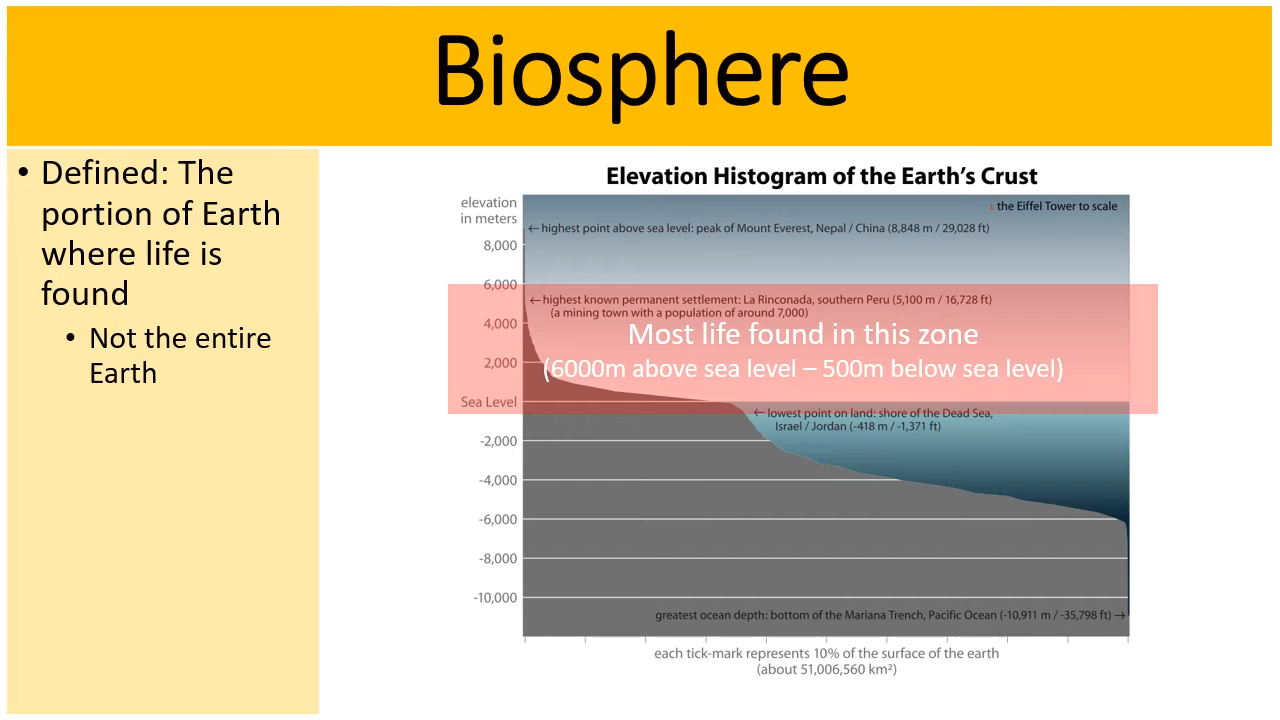 Biosphere
• Defined: The
portion of Earth
where life is
found
• Not the entire
Earth
Elevation Histogram of the Earth's Crust
elevation
in meters
↓ the Eiffel Tower to scale
← highest point above sea level: peak of Mount Everest, Nepal / China (8,848 m / 29,028 ft)
8,000
6,000
← highest known permanent settlement: La Rinconada, southern Peru (5,100 m / 16,728 ft)
(a mining town with a population of around 7,000)
4,000
Most life found in this zone
2,000
(6000m above sea level – 500m below sea level)
Sea Level
← lowest point on land: shore of the Dead Sea,
Israel / Jordan (-418 m / -1,371 ft)
-2,000
-4,000
-6,000
-8,000
-10,000
greatest ocean depth: bottom of the Mariana Trench, Pacific Ocean (-10,911 m / -35,798 ft) →
each tick-mark represents 10% of the surface of the earth
(about 51,006,560 km²)